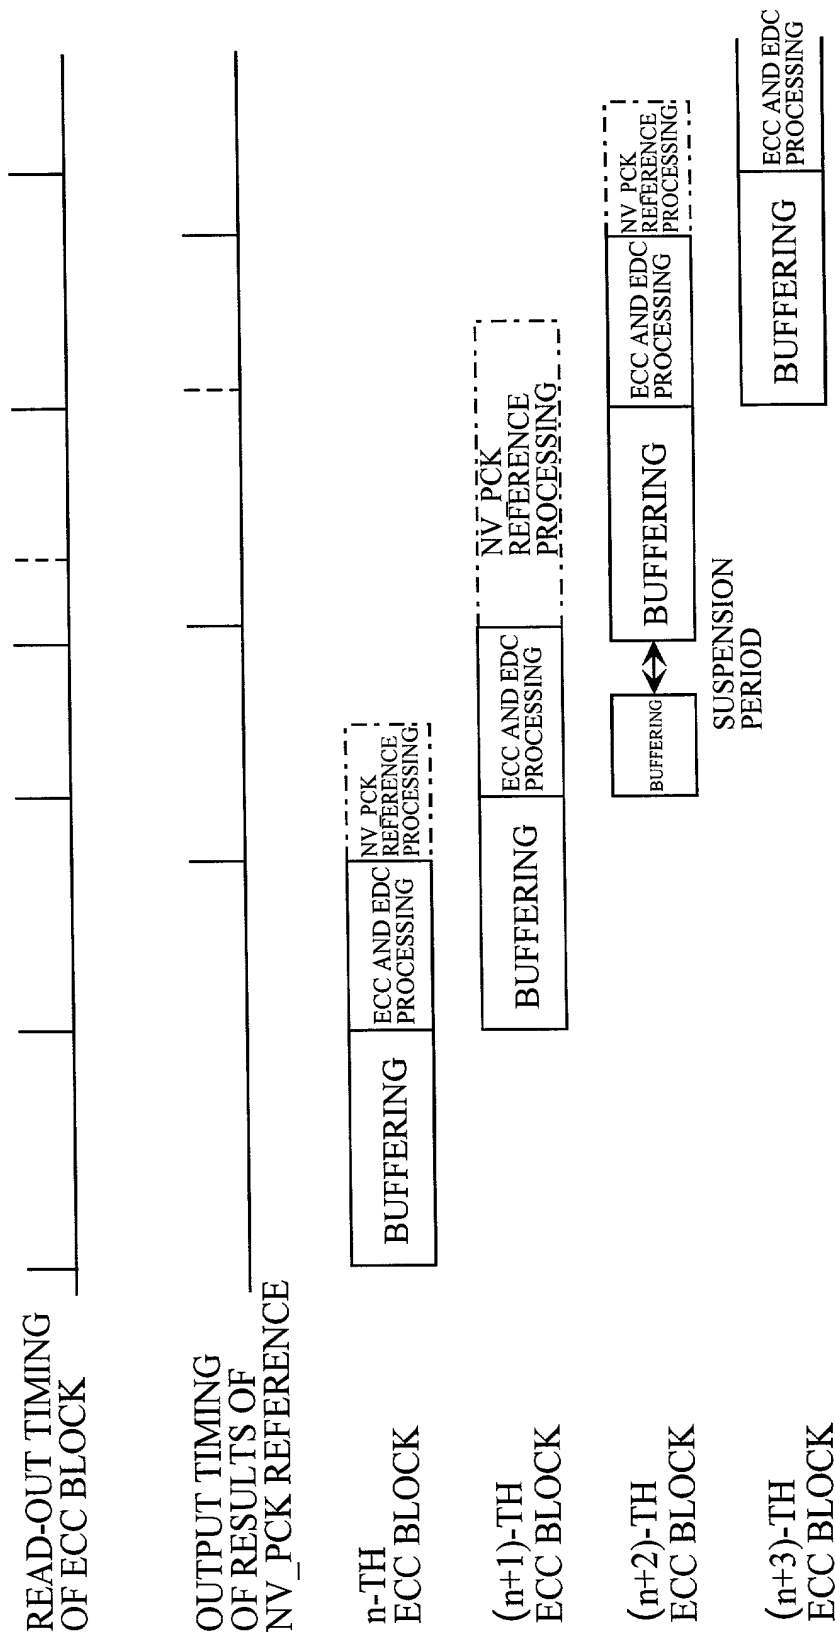 READ-OUT TIMING
OF ECC BLOCK
OUTPUT TIMING
OF RESULTS OF
NV_PCK REFERENCE
n-TH
ECC BLOCK
BUFFERING
ECC AND EDC
PROCESSING
NV_PCK
REFERENCE
PROCESSING
(n+1)-TH
ECC BLOCK
BUFFERING
ECC AND EDC
PROCESSING
NV_PCK
REFERENCE
PROCESSING
(n+2)-TH
ECC BLOCK
BUFFERING
SUSPENSION
PERIOD
BUFFERING
ECC AND EDC
PROCESSING
NV_PCK
REFERENCE
PROCESSING
(n+3)-TH
ECC BLOCK
BUFFERING
ECC AND EDC
PROCESSING